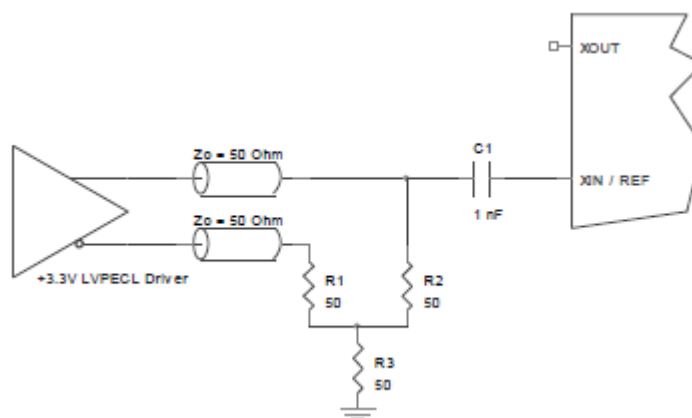 XOUT
Zo = 50 Ohm
C1
XIN / REF
1 nF
Zo = 50 Ohm
+3.3V LVPECL Driver
R1
50
R2
50
R3
50